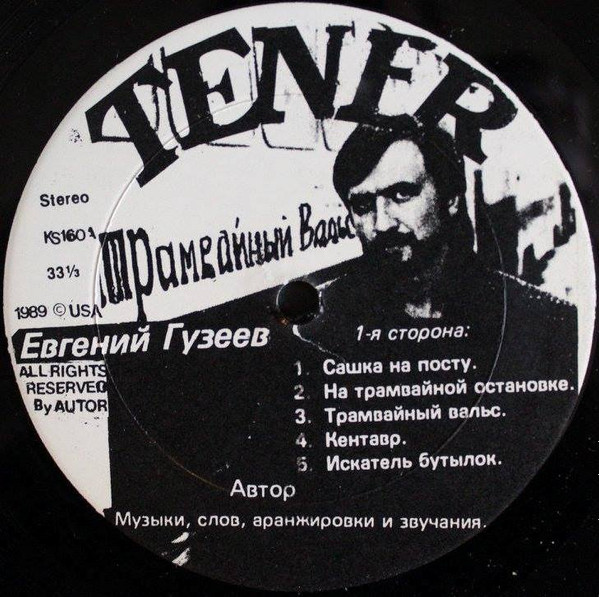 TENER
Stereo
KS160A
33⅓
Трамвайный Вальс
1989 © USA
Евгений Гузеев
ALL RIGHTS
RESERVED
By AUTOR
1-я сторона:
1. Сашка на посту.
2. На трамвайной остановке.
3. Трамвайный вальс.
4. Кентавр.
5. Искатель бутылок.
Автор
Музыки, слов, аранжировки и звучания.